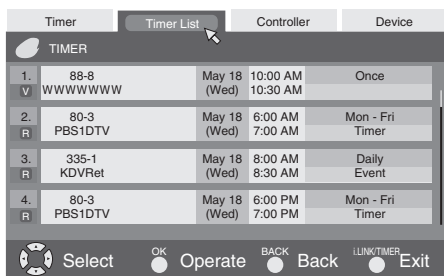 Timer Timer List Controller Device
TIMER
1. 88-8 May 18 10:00 AM Once
V WWWWWWW (Wed) 10:30 AM
2. 80-3 May 18 6:00 AM Mon - Fri
R PBS1DTV (Wed) 7:00 AM Timer
3. 335-1 May 18 8:00 AM Daily
R KDVRet (Wed) 8:30 AM Event
4. 80-3 May 18 6:00 PM Mon - Fri
R PBS1DTV (Wed) 7:00 PM Timer
Select OK Operate BACK Back i.LINK/TIMER Exit